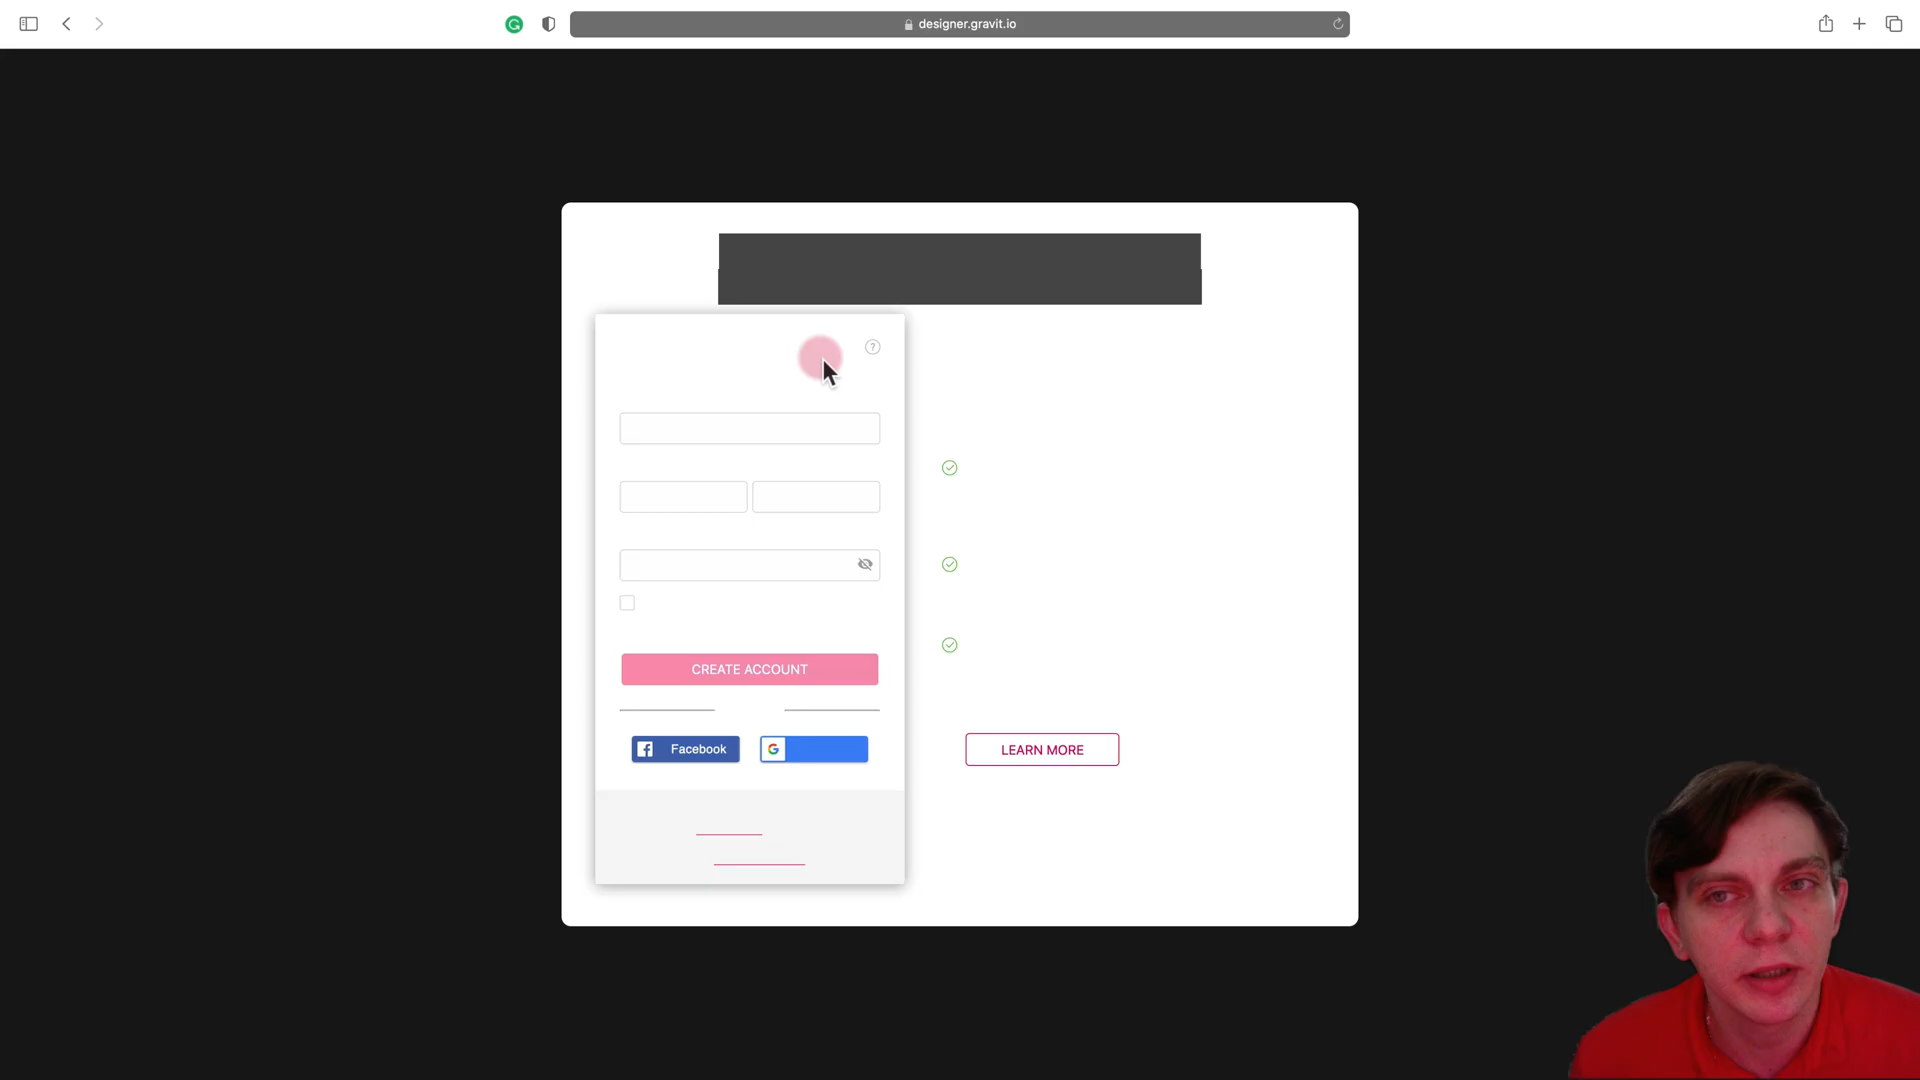 designer.gravit.io
?
CREATE ACCOUNT
Facebook
LEARN MORE